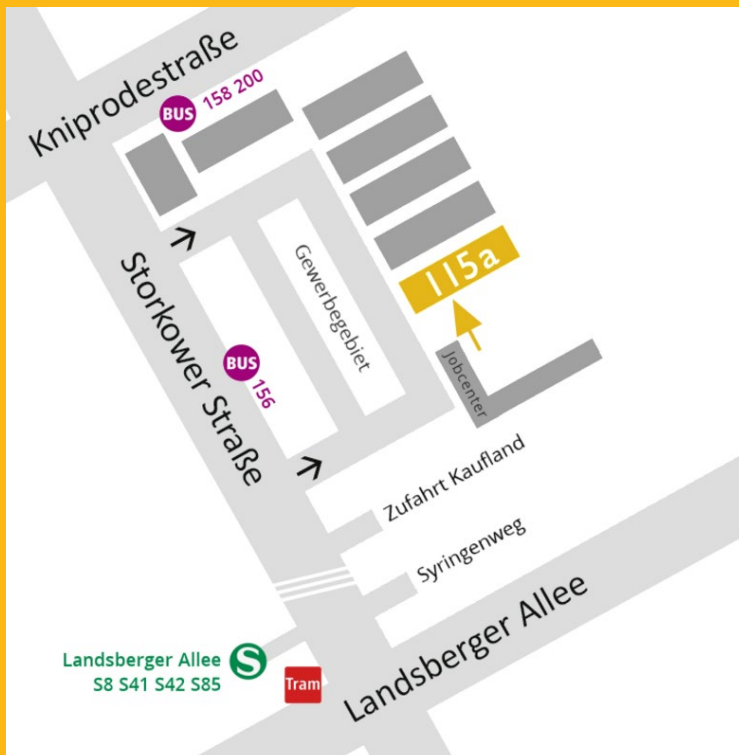 Kniprodestraße
BUS 158 200
115a
Gewerbegebiet
Storkower Straße
BUS 156
Jobcenter
Zufahrt Kaufland
Syringenweg
Landsberger Allee
Landsberger Allee
S8 S41 S42 S85
S
Tram